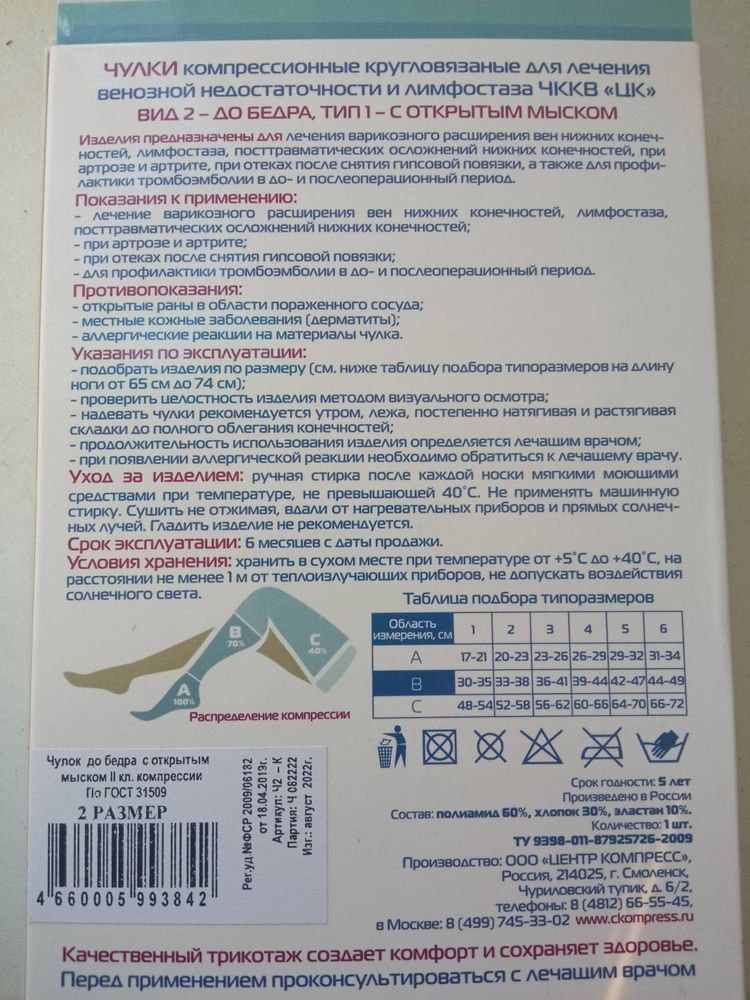 ЧУЛКИ компрессионные кругловязаные для лечения
венозной недостаточности и лимфостаза ЧККВ «ЦК»
ВИД 2 – ДО БЕДРА, ТИП 1 – С ОТКРЫТЫМ МЫСКОМ
Изделия предназначены для лечения варикозного расширения вен нижних конеч-
ностей, лимфостаза, посттравматических осложнений нижних конечностей, при
артрозе и артрите, при отеках после снятия гипсовой повязки, а также для профи-
лактики тромбоэмболии в до- и послеоперационный период.
Показания к применению:
- лечение варикозного расширения вен нижних конечностей, лимфостаза,
посттравматических осложнений нижних конечностей;
- при артрозе и артрите;
- при отеках после снятия гипсовой повязки;
- для профилактики тромбоэмболии в до- и послеоперационный период.
Противопоказания:
- открытые раны в области пораженного сосуда;
- местные кожные заболевания (дерматиты);
- аллергические реакции на материалы чулка.
Указания по эксплуатации:
- подобрать изделия по размеру (см. ниже таблицу подбора типоразмеров на длину
ноги от 65 см до 74 см);
- проверить целостность изделия методом визуального осмотра;
- надевать чулки рекомендуется утром, лежа, постепенно натягивая и растягивая
складки до полного облегания конечностей;
- продолжительность использования изделия определяется лечащим врачом;
- при появлении аллергической реакции необходимо обратиться к лечащему врачу.
Уход за изделием: ручная стирка после каждой носки мягкими моющими
средствами при температуре, не превышающей 40°С. Не применять машинную
стирку. Сушить не отжимая, вдали от нагревательных приборов и прямых солнеч-
ных лучей. Гладить изделие не рекомендуется.
Срок эксплуатации: 6 месяцев с даты продажи.
Условия хранения: хранить в сухом месте при температуре от +5°С до +40°С, на
расстоянии не менее 1 м от теплоизлучающих приборов, не допускать воздействия
солнечного света.
Таблица подбора типоразмеров
Область измерения, см 1 2 3 4 5 6
A 17-21 20-23 23-26 26-29 29-32 31-34
B 30-35 33-38 36-41 39-44 42-47 44-49
C 48-54 52-58 56-62 60-66 64-70 66-72
B
70%
C
40%
A
100%
Распределение компрессии
Чулок до бедра с открытым
мыском II кл. компрессии
По ГОСТ 31509
2 РАЗМЕР
4 660005 993842
Рег.уд.№ФСР 2009/06182
от 18.04.2019г.
Артикул: Ч2 – К
Партия: Ч 082222
Изг.: август 2022г.
Срок годности: 5 лет
Произведено в России
Состав: полиамид 60%, хлопок 30%, эластан 10%.
Количество: 1 шт.
ТУ 9398-011-87925726-2009
Производство: ООО «ЦЕНТР КОМПРЕСС»,
Россия, 214025, г. Смоленск,
Чуриловский тупик, д. 6/2,
телефоны: 8 (4812) 66-55-45,
в Москве: 8 (499) 745-33-02 www.ckompress.ru
Качественный трикотаж создает комфорт и сохраняет здоровье.
Перед применением проконсультироваться с лечащим врачом